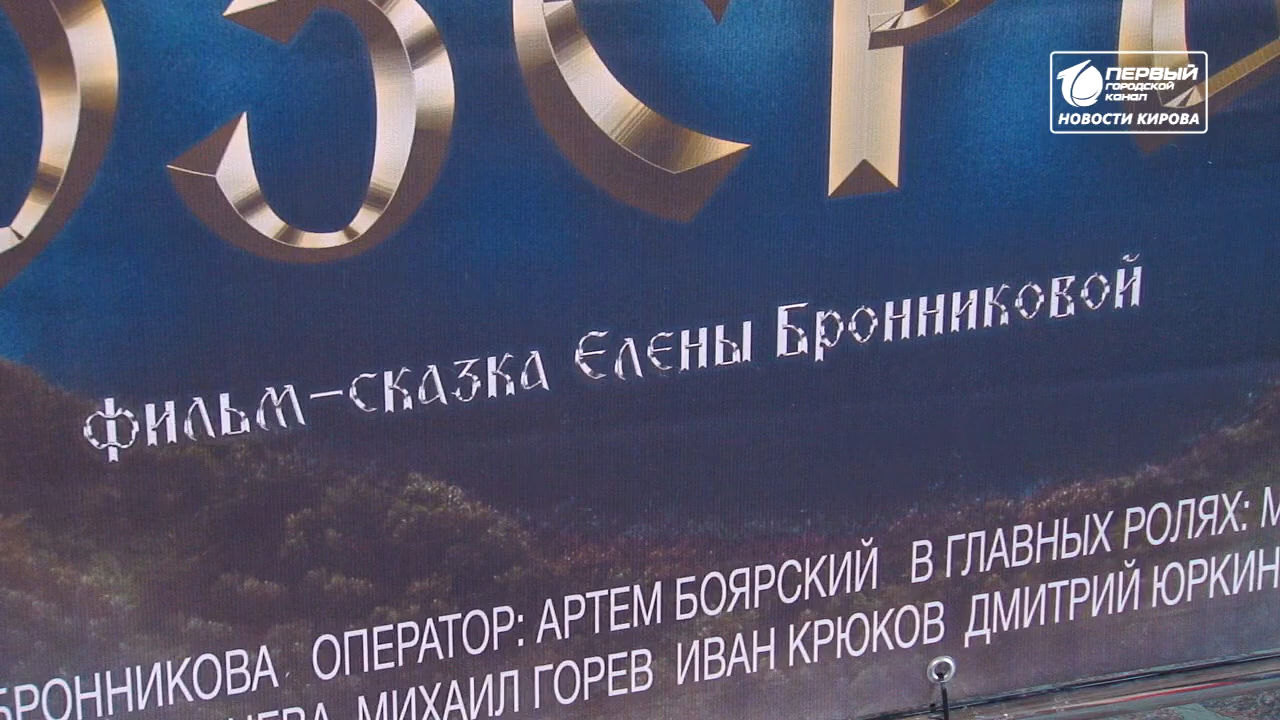 ПЕРВЫЙ
ГОРОДСКОЙ
КАНАЛ
НОВОСТИ КИРОВА
фильм-сказка Елены Бронниковой
БРОННИКОВА ОПЕРАТОР: АРТЕМ БОЯРСКИЙ В ГЛАВНЫХ РОЛЯХ:
МИХАИЛ ГОРЕВ ИВАН КРЮКОВ ДМИТРИЙ ЮРКИН